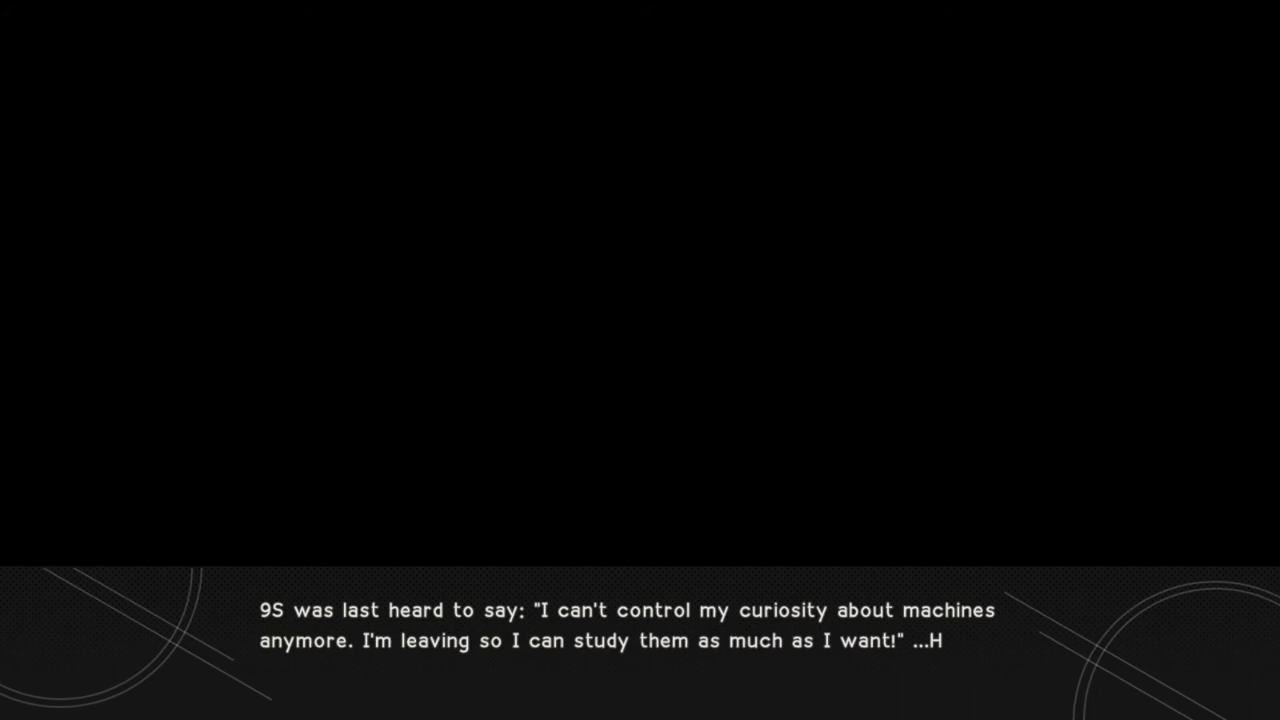 9S was last heard to say: "I can't control my curiosity about machines
anymore. I'm leaving so I can study them as much as I want!" ...H